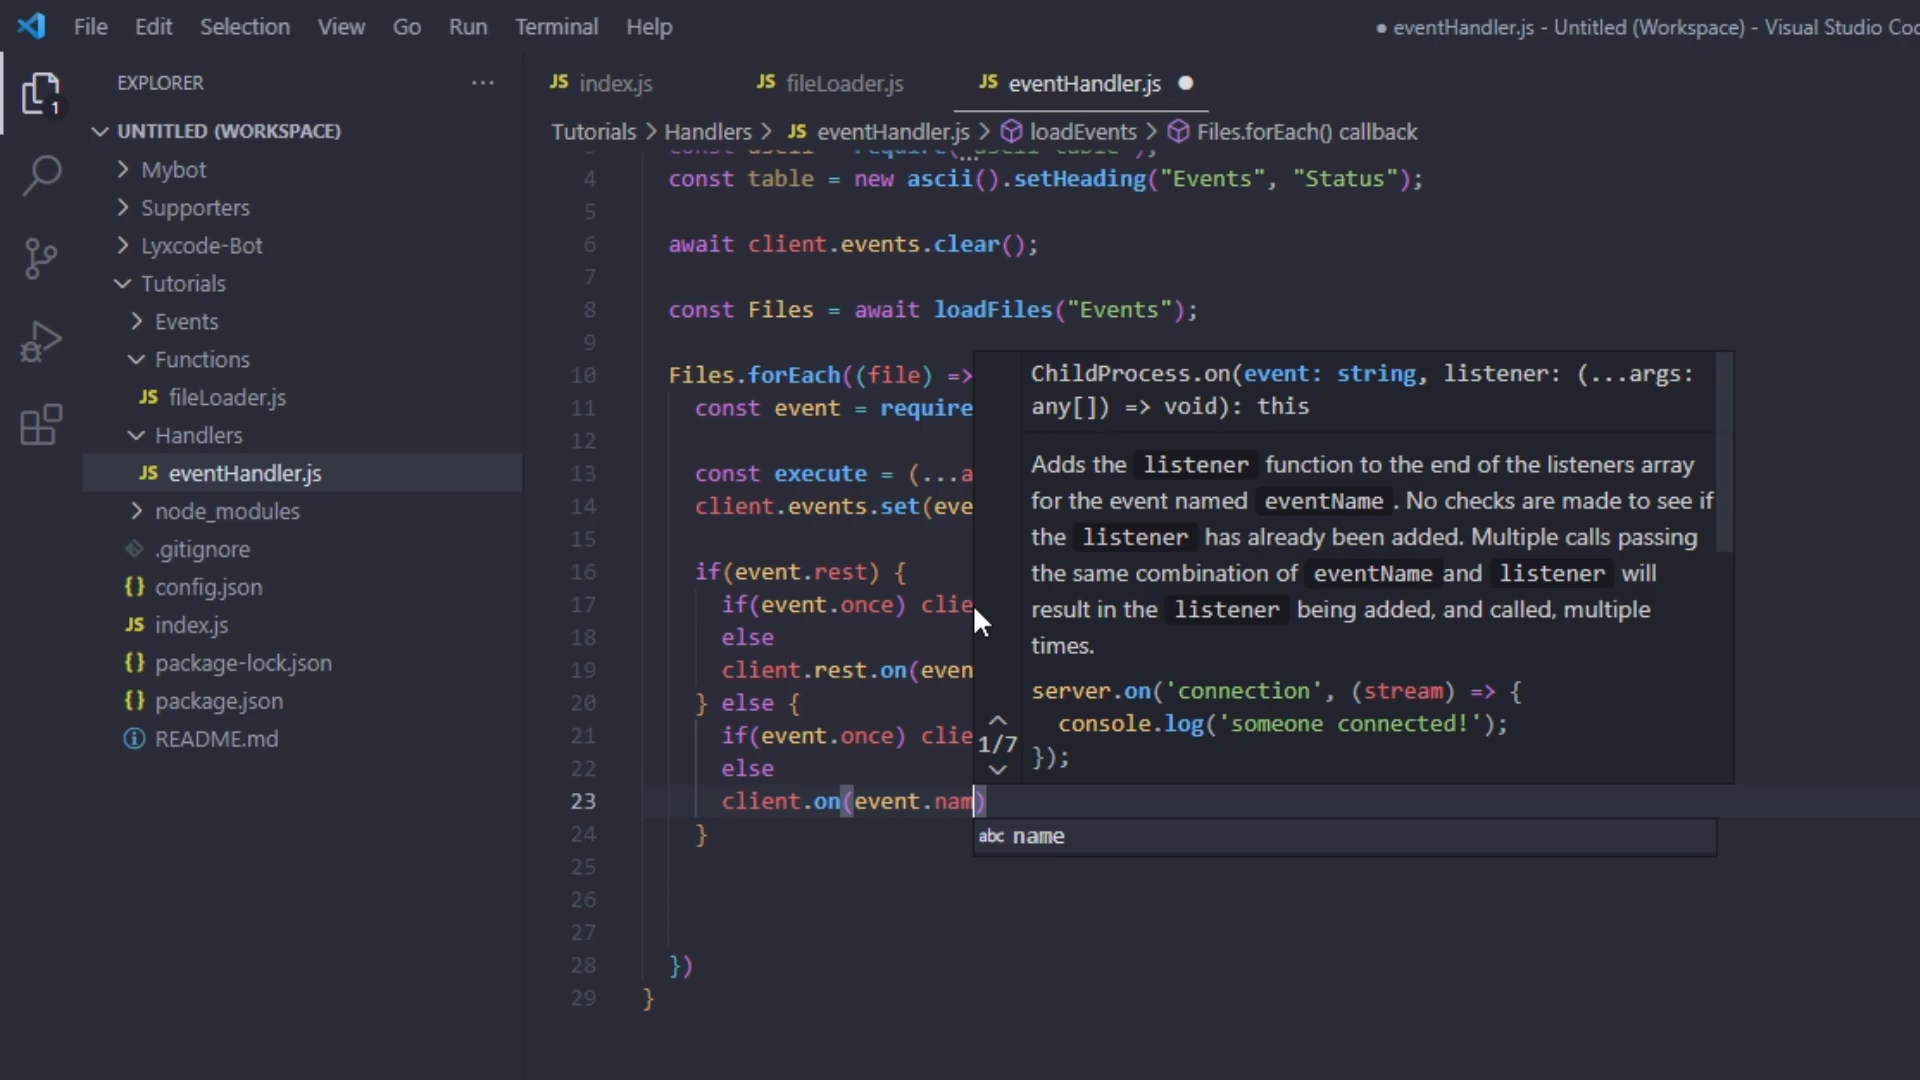 File Edit Selection View Go Run Terminal Help
● eventHandler.js - Untitled (Workspace) - Visual Studio Coc
EXPLORER ...
1
UNTITLED (WORKSPACE)
Mybot
Supporters
Lyxcode-Bot
Tutorials
Events
Functions
JS fileLoader.js
Handlers
JS eventHandler.js
node_modules
.gitignore
{} config.json
JS index.js
{} package-lock.json
{} package.json
README.md
JS index.js JS fileLoader.js JS eventHandler.js ●
Tutorials > Handlers > JS eventHandler.js > loadEvents > Files.forEach() callback
const ascii = require("ascii-table");
4 const table = new ascii().setHeading("Events", "Status");
5
6 await client.events.clear();
7
8 const Files = await loadFiles("Events");
9
10 Files.forEach((file) =>
11 const event = require
12
13 const execute = (...a
14 client.events.set(eve
15
16 if(event.rest) {
17 if(event.once) clie
18 else
19 client.rest.on(even
20 } else {
21 if(event.once) clie
22 else
23 client.on(event.nam)
24 }
25
26
27
28 })
29 }
ChildProcess.on(event: string, listener: (...args:
any[]) => void): this
Adds the listener function to the end of the listeners array
for the event named eventName. No checks are made to see if
the listener has already been added. Multiple calls passing
the same combination of eventName and listener will
result in the listener being added, and called, multiple
times.
server.on('connection', (stream) => {
console.log('someone connected!');
});
1/7
abc name